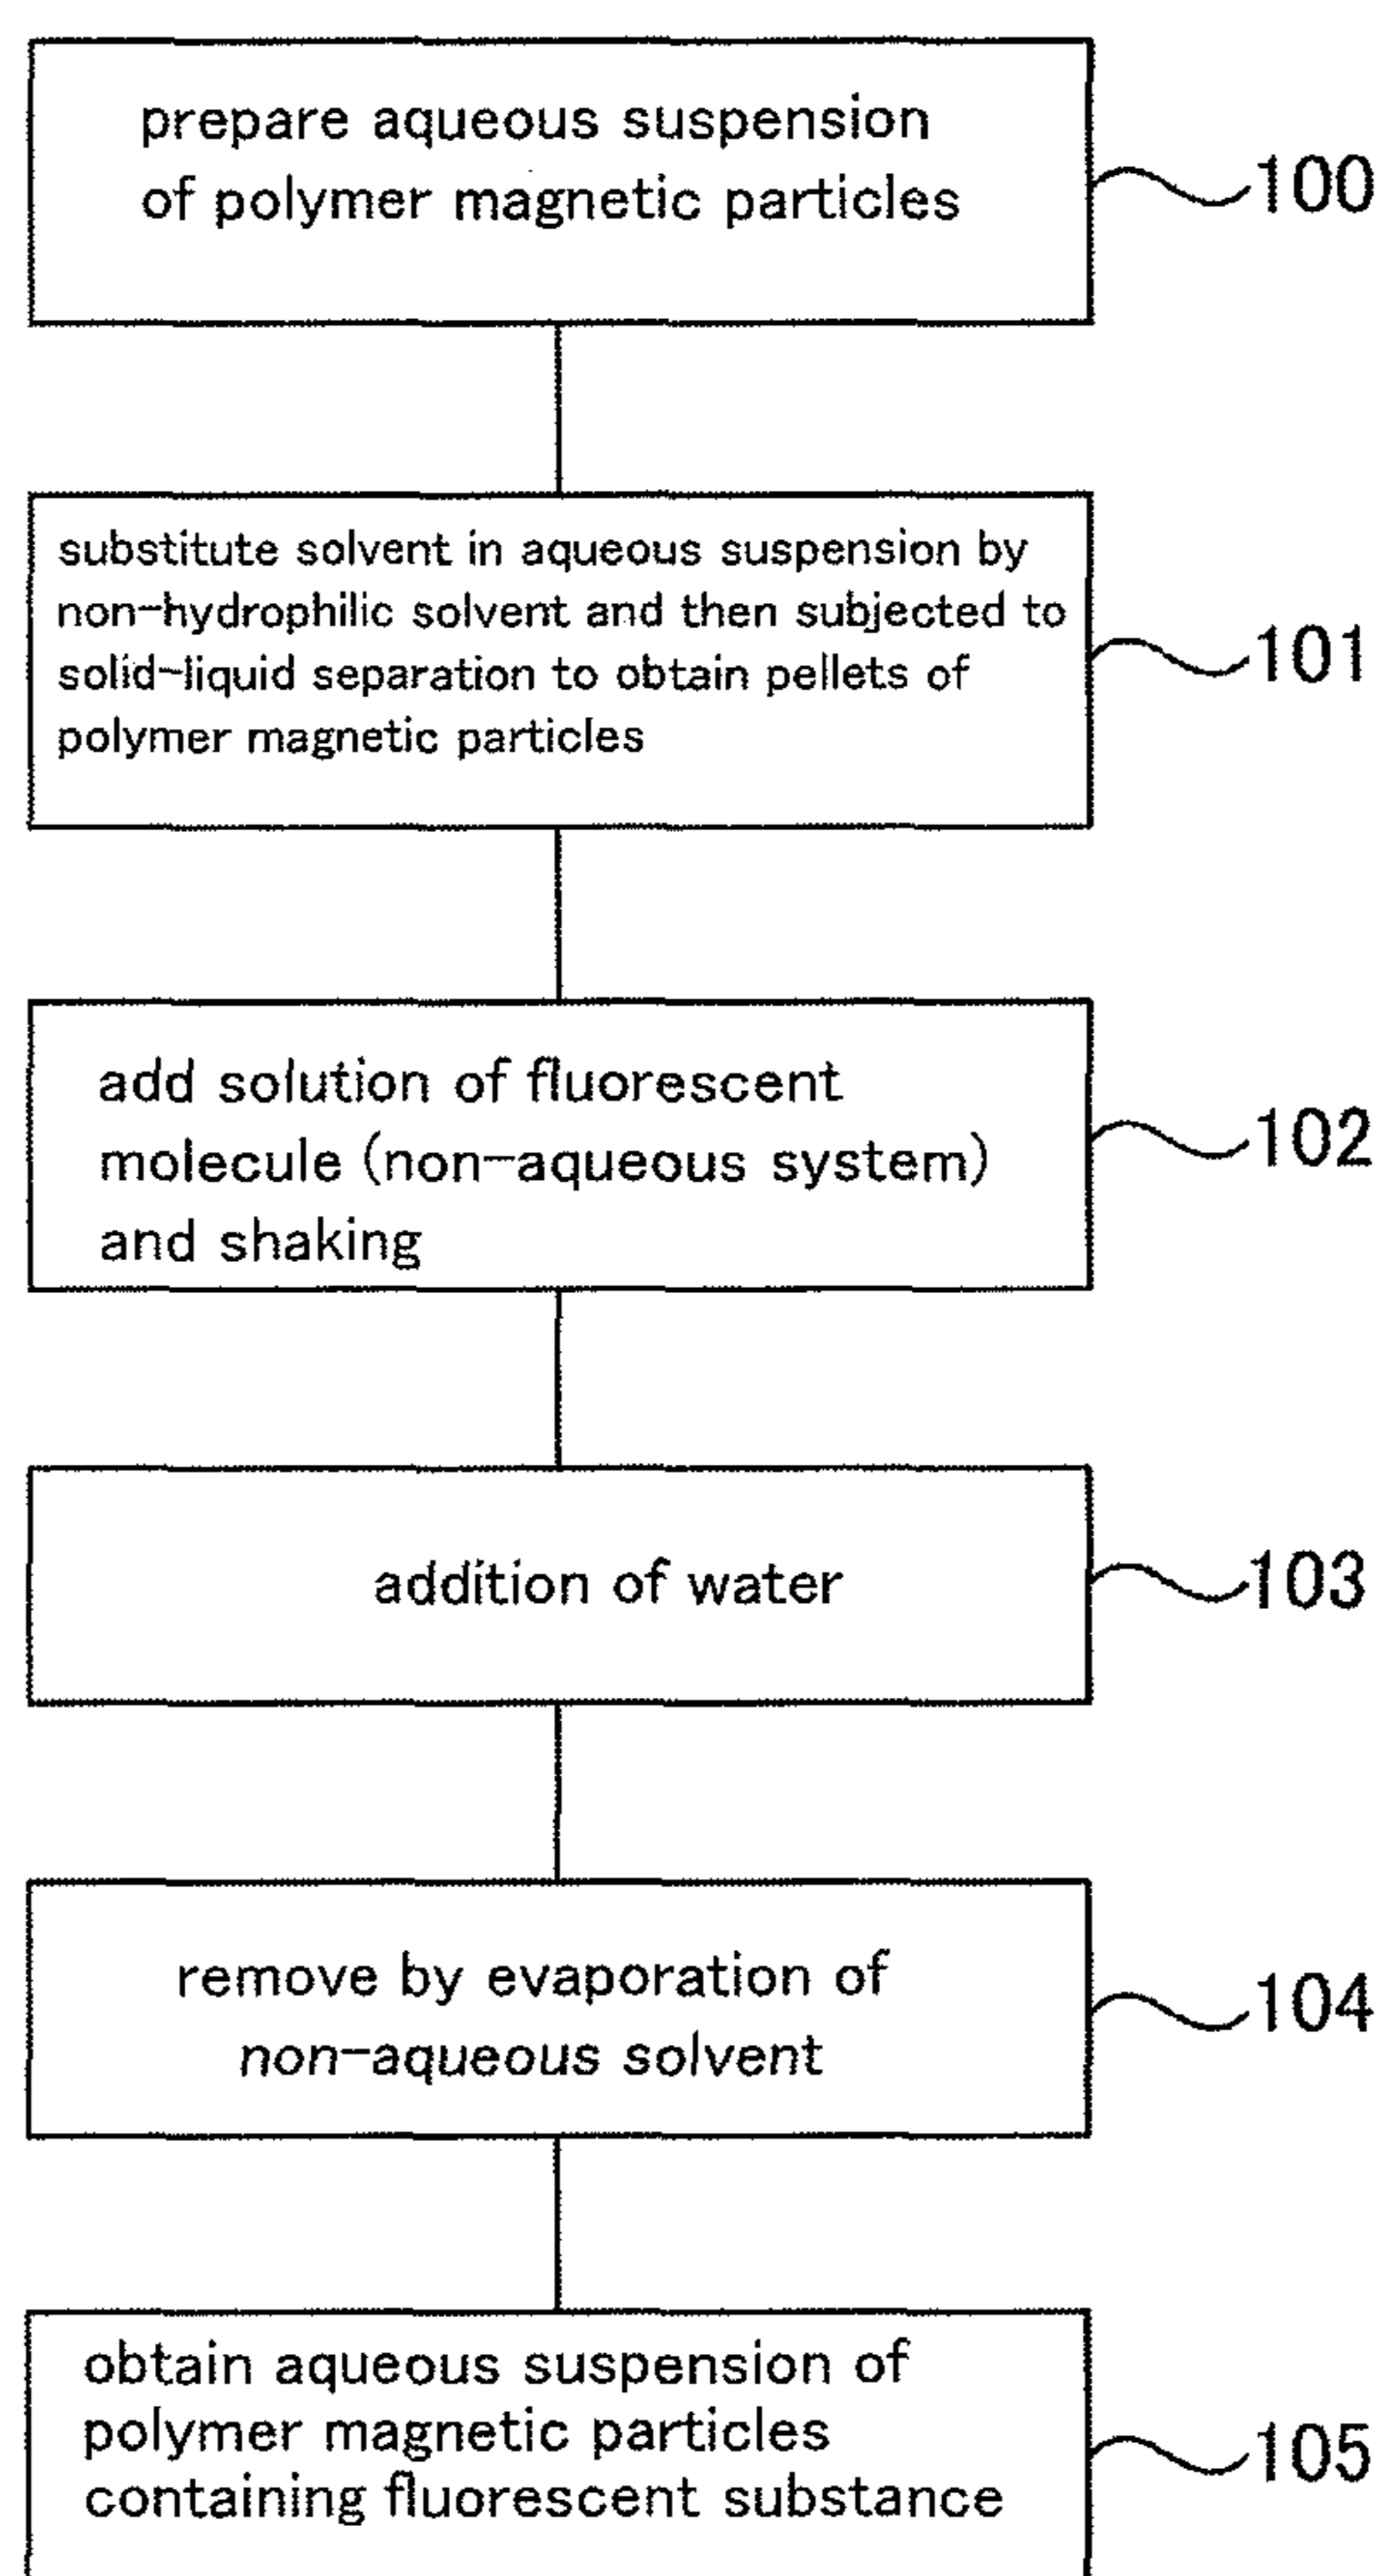 prepare aqueous suspension
of polymer magnetic particles
100
substitute solvent in aqueous suspension by
non-hydrophilic solvent and then subjected to
solid-liquid separation to obtain pellets of
polymer magnetic particles
101
add solution of fluorescent
molecule (non-aqueous system)
and shaking
102
addition of water
103
remove by evaporation of
non-aqueous solvent
104
obtain aqueous suspension of
polymer magnetic particles
containing fluorescent substance
105